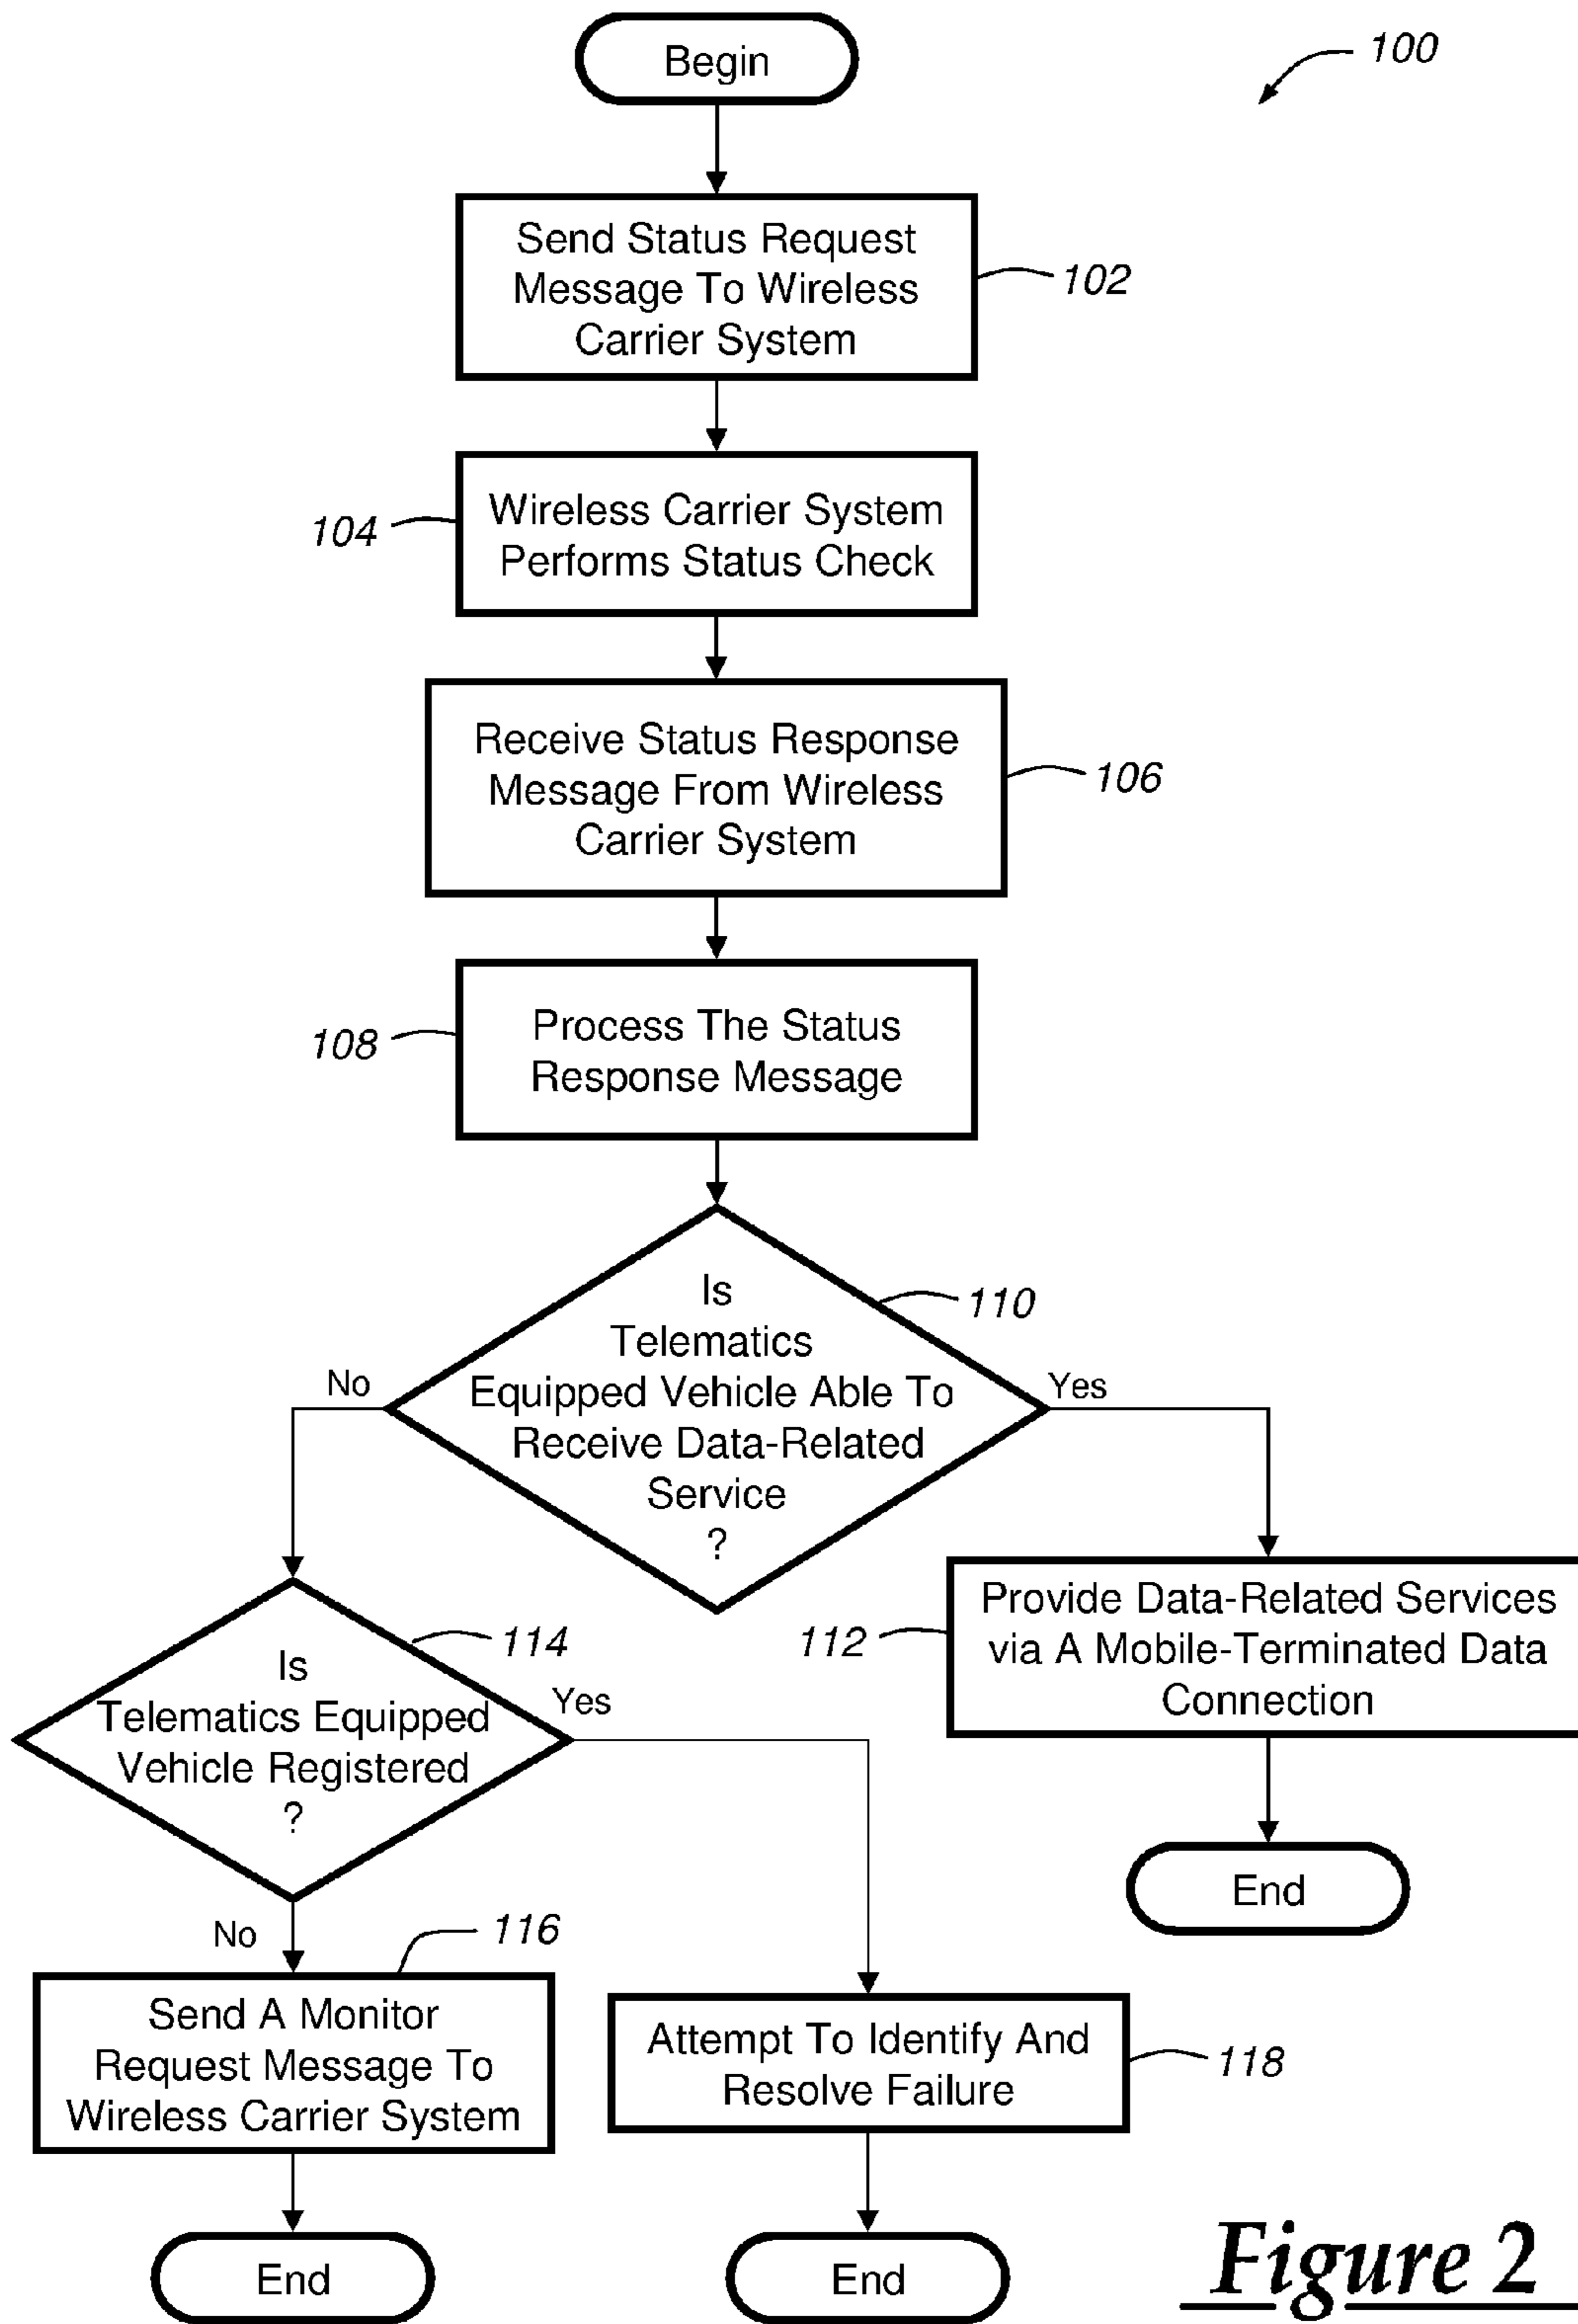 Begin
100
Send Status Request
Message To Wireless
Carrier System
102
Wireless Carrier System
Performs Status Check
104
Receive Status Response
Message From Wireless
Carrier System
106
Process The Status
Response Message
108
Is
Telematics
Equipped Vehicle Able To
Receive Data-Related
Service
?
110
No
Yes
Provide Data-Related Services
via A Mobile-Terminated Data
Connection
112
End
Is
Telematics Equipped
Vehicle Registered
?
114
Yes
No
Send A Monitor
Request Message To
Wireless Carrier System
116
Attempt To Identify And
Resolve Failure
118
End
End
Figure 2